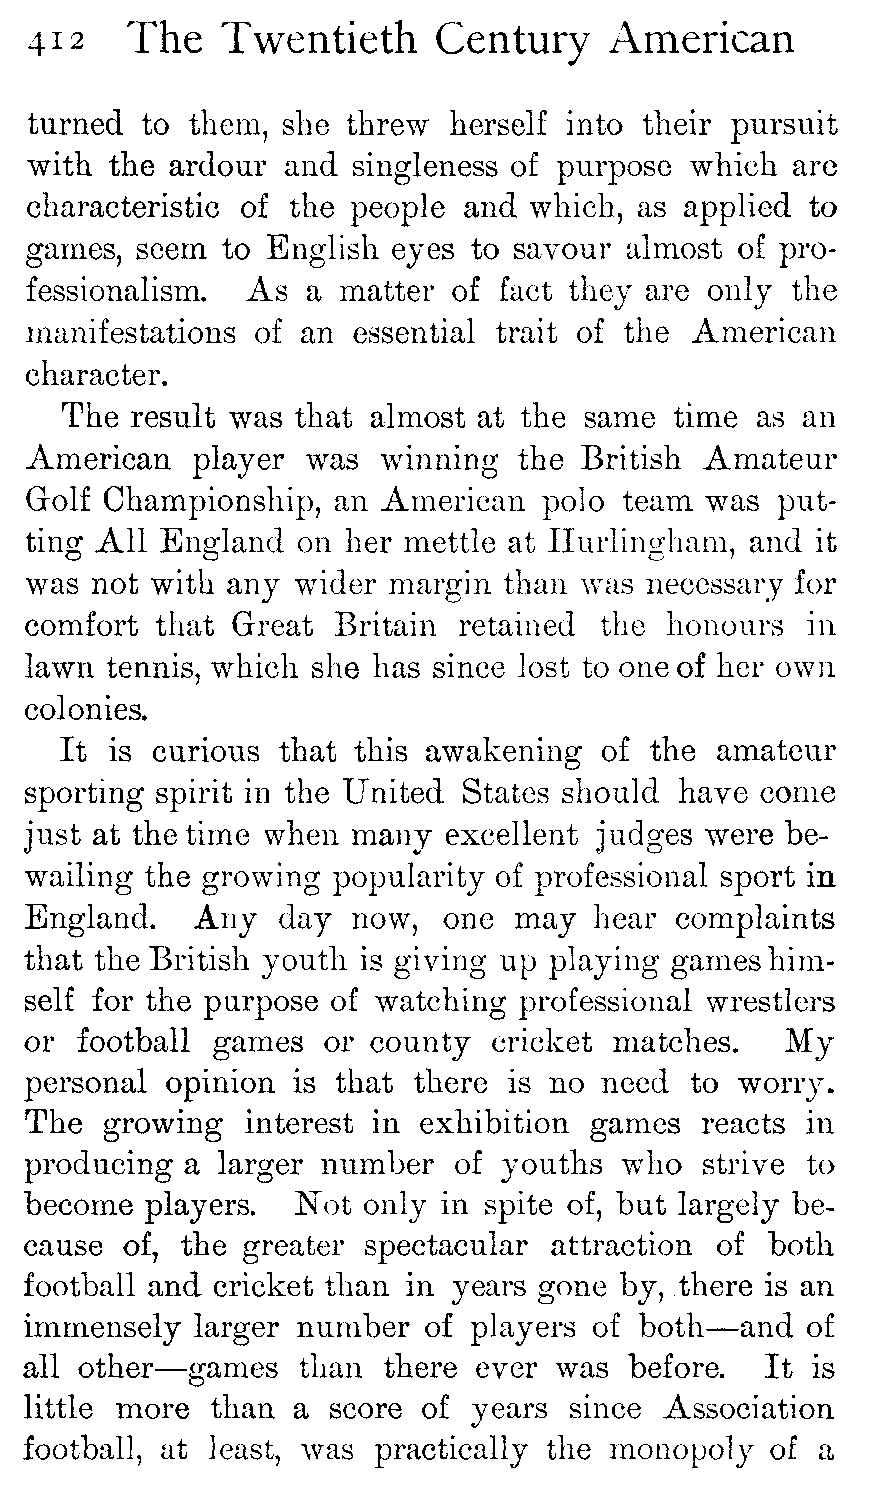 412 The Twentieth Century American
turned to them, she threw herself into their pursuit
with the ardour and singleness of purpose which are
characteristic of the people and which, as applied to
games, seem to English eyes to savour almost of pro-
fessionalism. As a matter of fact they are only the
manifestations of an essential trait of the American
character.
The result was that almost at the same time as an
American player was winning the British Amateur
Golf Championship, an American polo team was put-
ting All England on her mettle at Hurlingham, and it
was not with any wider margin than was necessary for
comfort that Great Britain retained the honours in
lawn tennis, which she has since lost to one of her own
colonies.
It is curious that this awakening of the amateur
sporting spirit in the United States should have come
just at the time when many excellent judges were be-
wailing the growing popularity of professional sport in
England. Any day now, one may hear complaints
that the British youth is giving up playing games him-
self for the purpose of watching professional wrestlers
or football games or county cricket matches. My
personal opinion is that there is no need to worry.
The growing interest in exhibition games reacts in
producing a larger number of youths who strive to
become players. Not only in spite of, but largely be-
cause of, the greater spectacular attraction of both
football and cricket than in years gone by, there is an
immensely larger number of players of both—and of
all other—games than there ever was before. It is
little more than a score of years since Association
football, at least, was practically the monopoly of a